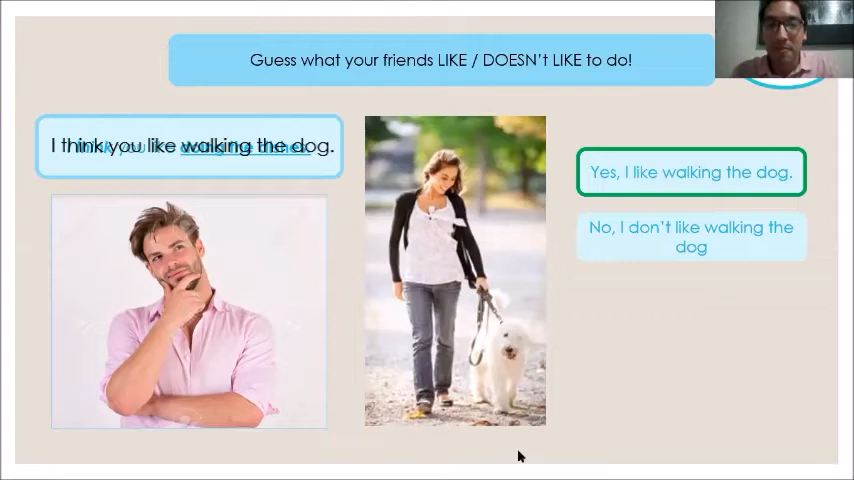 Guess what your friends LIKE / DOESN't LIKE to do!
I think you like walking the dog.
Yes, I like walking the dog.
No, I don't like walking the
dog